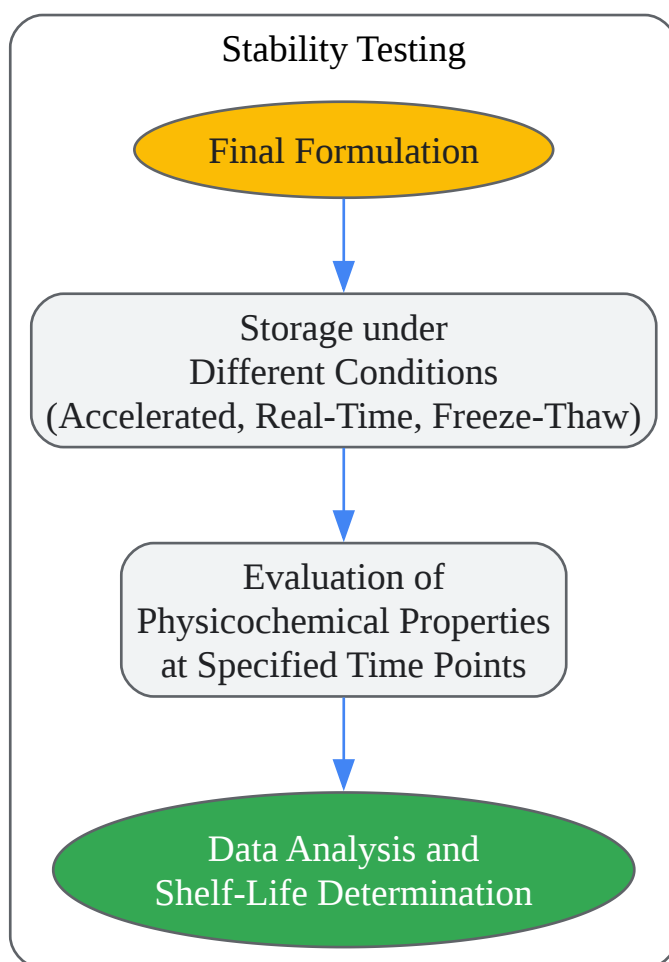 Stability Testing
Final Formulation
Storage under
Different Conditions
(Accelerated, Real-Time, Freeze-Thaw)
Evaluation of
Physicochemical Properties
at Specified Time Points
Data Analysis and
Shelf-Life Determination